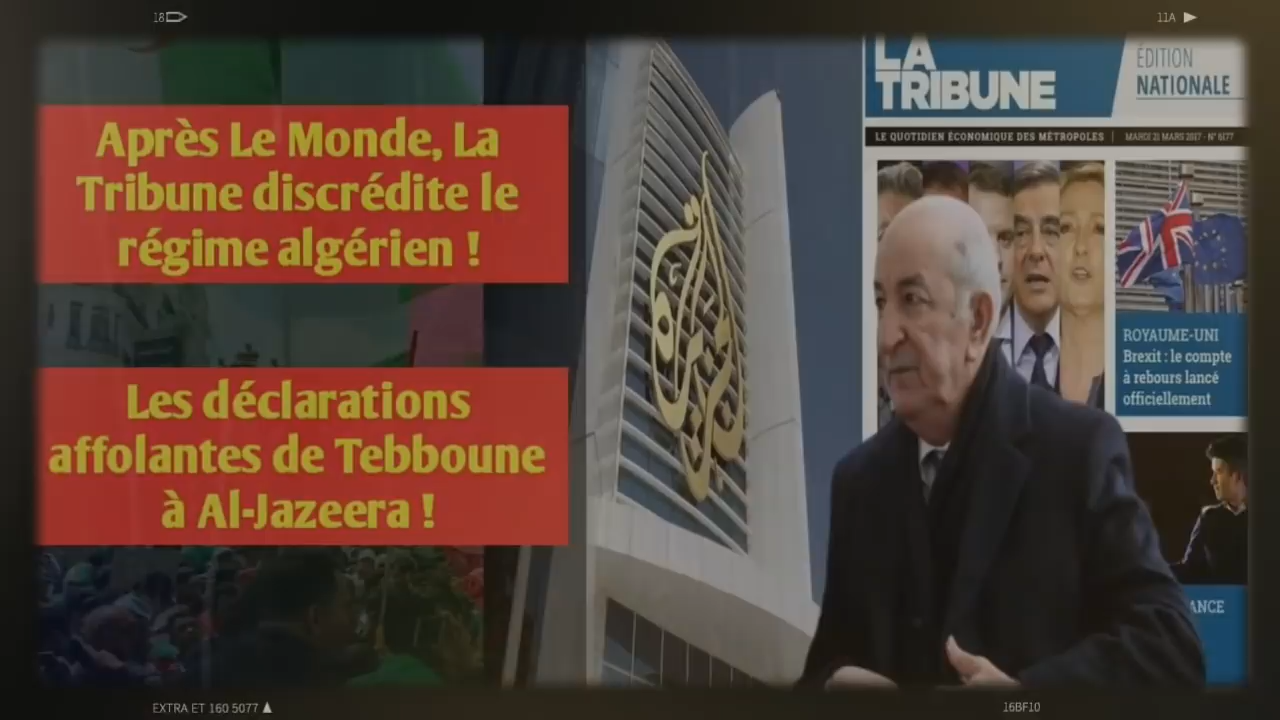 18
11A
Après Le Monde, La
Tribune discrédite le
régime algérien !
Les déclarations
affolantes de Tebboune
à Al-Jazeera !
الجزيرة
LA
TRIBUNE
ÉDITION
NATIONALE
LE QUOTIDIEN ÉCONOMIQUE DES MÉTROPOLES
MARDI 21 MARS 2017 - N° 6177
ROYAUME-UNI
Brexit : le compte
à rebours lancé
officiellement
ANCE
EXTRA ET 160 5077
16BF10